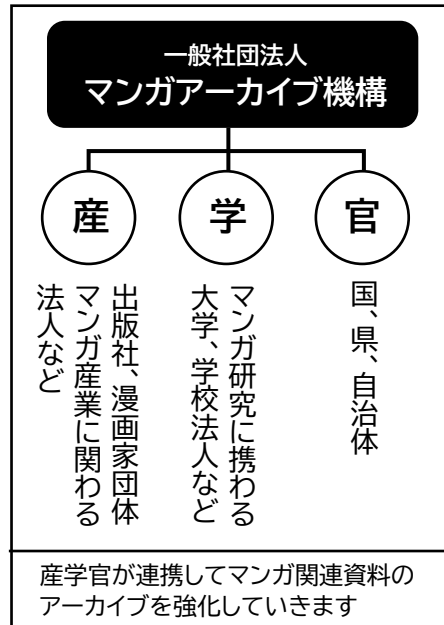 一般社団法人
マンガアーカイブ機構
産
学
官
出版社、漫画家団体
マンガ産業に関わる
法人など
マンガ研究に携わる
大学、学校法人など
国、県、自治体
産学官が連携してマンガ関連資料の
アーカイブを強化していきます